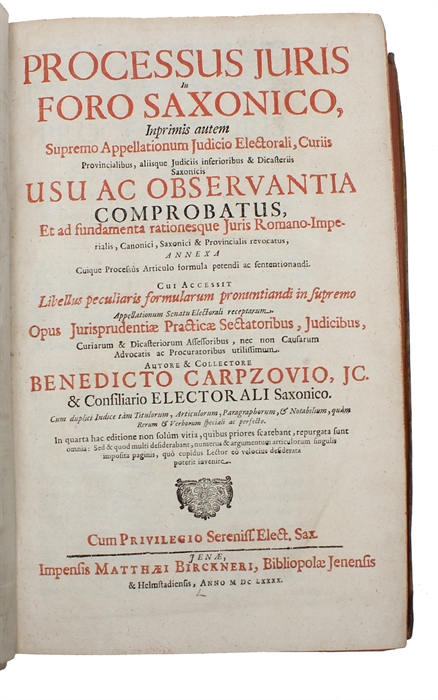 PROCESSUS JURIS
In
FORO SAXONICO,
Inprimis autem
Supremo Appellationum Judicio Electorali, Curiis
Provincialibus, aliisque Judiciis inferioribus & Dicasteriis
Saxonicis
USU AC OBSERVANTIA
COMPROBATUS,
Et ad fundamenta rationesque Juris Romano-Impe-
rialis, Canonici, Saxonici & Provincialis revocatus,
ANNEXA
Cuique Processûs Articulo formula petendi ac sententionandi.
CUI ACCESSIT
Libellus peculiaris formularum pronuntiandi in supremo
Appellationum Senatu Electorali receptarum.
Opus Jurisprudentiæ Practicæ Sectatoribus, Judicibus,
Curiarum & Dicasteriorum Assessoribus, nec non Causarum
Advocatis ac Procuratoribus utilissimum.
AUTORE & COLLECTORE
BENEDICTO CARPZOVIO, JC.
& Consiliario ELECTORALI Saxonico.
Cum duplici Indice tàm Titulorum, Articulorum, Paragraphorum, & Notabilium, quàm
Rerum & Verborum speciali ac perfecto.
In quarta hac editione non solùm vitia, quibus priores scatebant, repurgata sunt
omnia: Sed & quod multi desiderabant, numerus & argumentum articulorum singulis
imposita paginis, quò cupidus Lector eò velocius desiderata
poterit invenire.
Cum PRIVILEGIO Sereniss. Elect. Sax.
JENÆ,
Impensis MATTHÆI BIRCKNERI, Bibliopolæ Jenensis
& Helmstadiensis, ANNO M DC LXXXX.